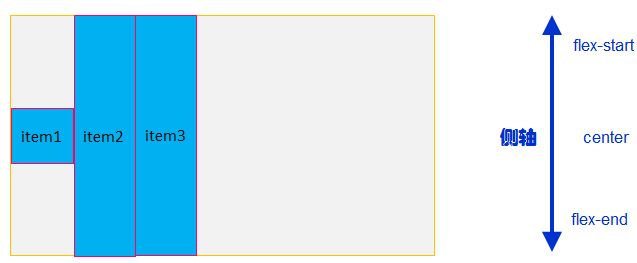 flex-start
item1 item2 item3 侧轴 center
flex-end